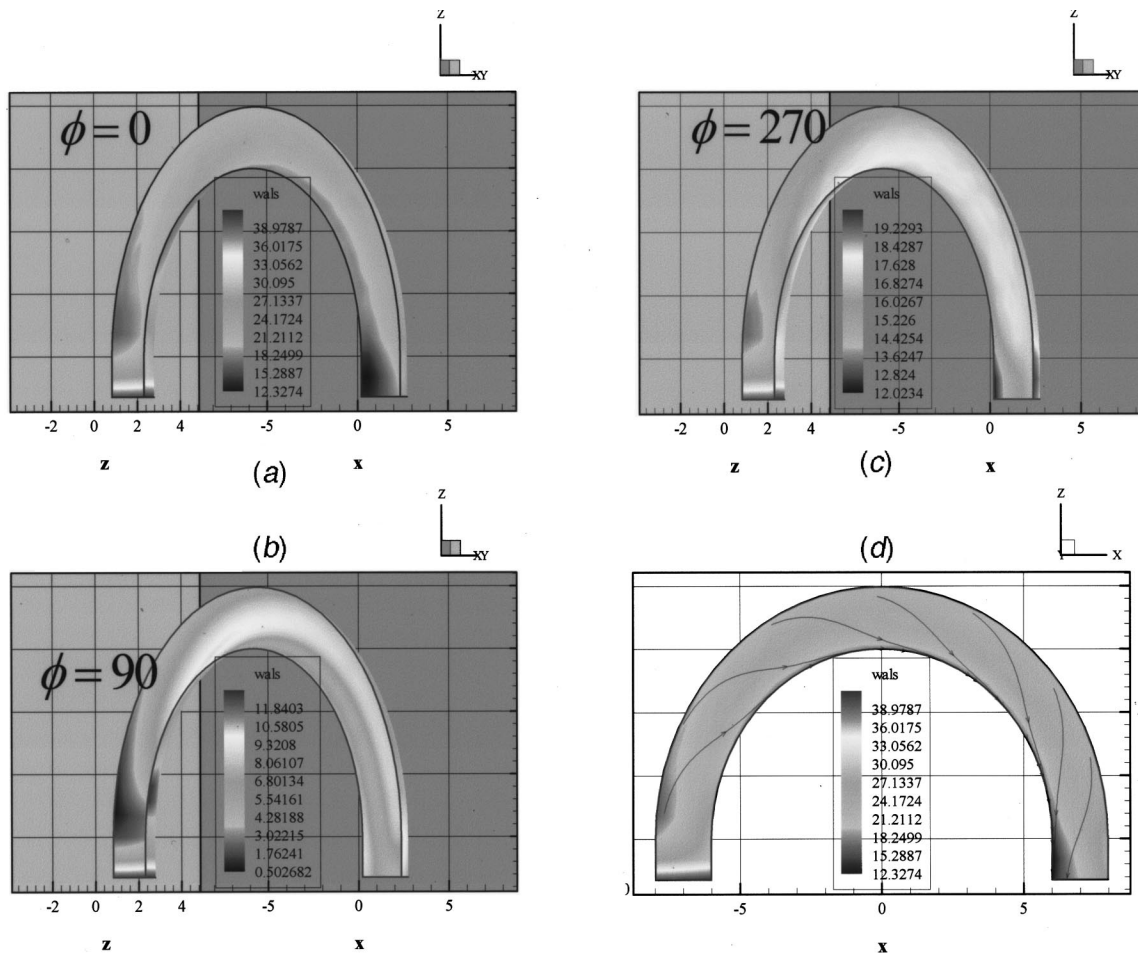 Z
XY
ϕ=0
wals
38.9787
36.0175
33.0562
30.095
27.1337
24.1724
21.2112
18.2499
15.2887
12.3274
-2 0 2 4 -5 0 5
z x
(a)
Z
XY
ϕ=270
wals
19.2293
18.4287
17.628
16.8274
16.0267
15.226
14.4254
13.6247
12.824
12.0234
-2 0 2 4 -5 0 5
z x
(c)
(b)
Z
XY
ϕ=90
wals
11.8403
10.5805
9.3208
8.06107
6.80134
5.54161
4.28188
3.02215
1.76241
0.502682
-2 0 2 4 -5 0 5
z x
(d)
Z
Y X
wals
38.9787
36.0175
33.0562
30.095
27.1337
24.1724
21.2112
18.2499
15.2887
12.3274
-5 0 5
x